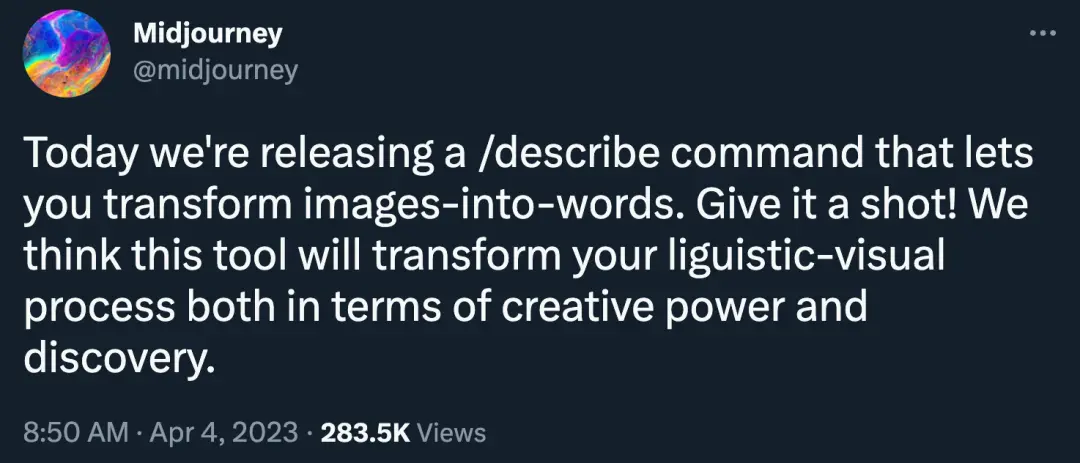 Midjourney
@midjourney
Today we're releasing a /describe command that lets
you transform images-into-words. Give it a shot! We
think this tool will transform your liguistic-visual
process both in terms of creative power and
discovery.
8:50 AM · Apr 4, 2023 · 283.5K Views